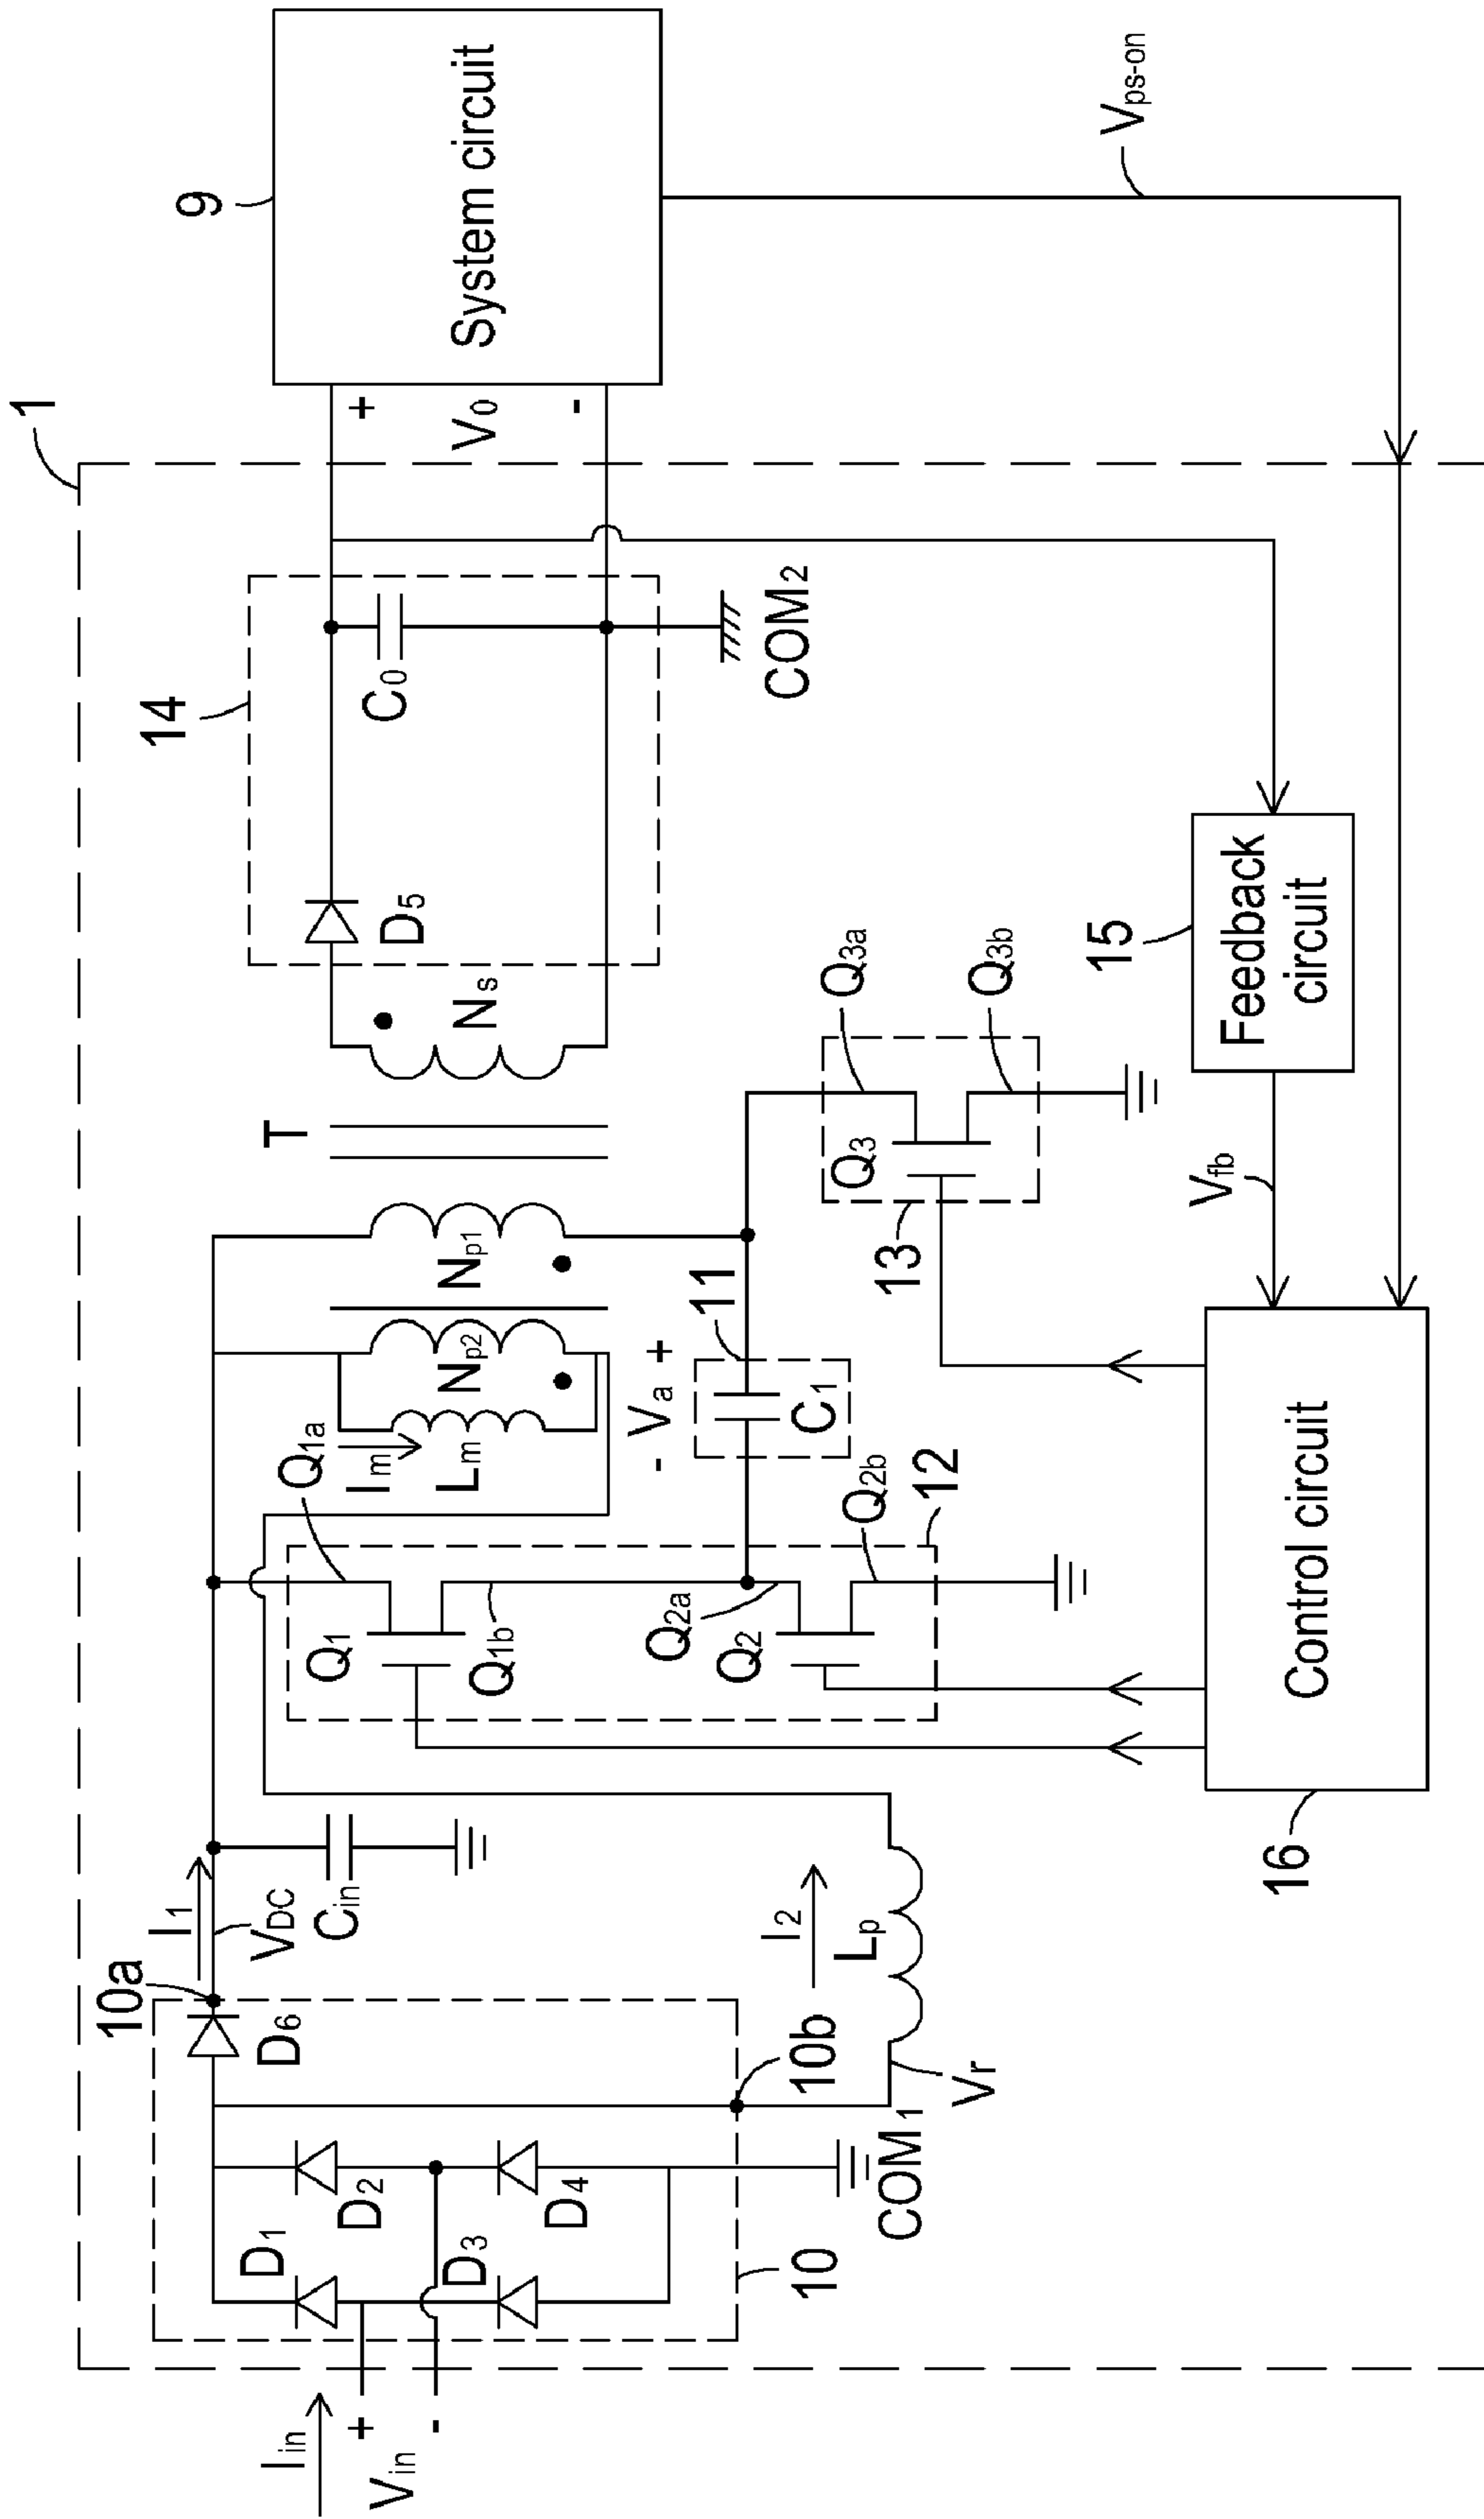 1
9
System circuit
+
V0
-
Vps-on
14
C0
D5
COM2
T
Ns
Np1
Np2
Im
Lm
Q1a
Q1
Q1b
Q2a
Q2
Q2b
12
11
- Va +
C1
13
Q3
Q3a
Q3b
15
Feedback
circuit
Vfb
Control circuit
16
I1
VDC
Cin
10a
D6
I2
Lp
Vr
10b
COM1
10
D1
D2
D3
D4
Iin
+
Vin
-